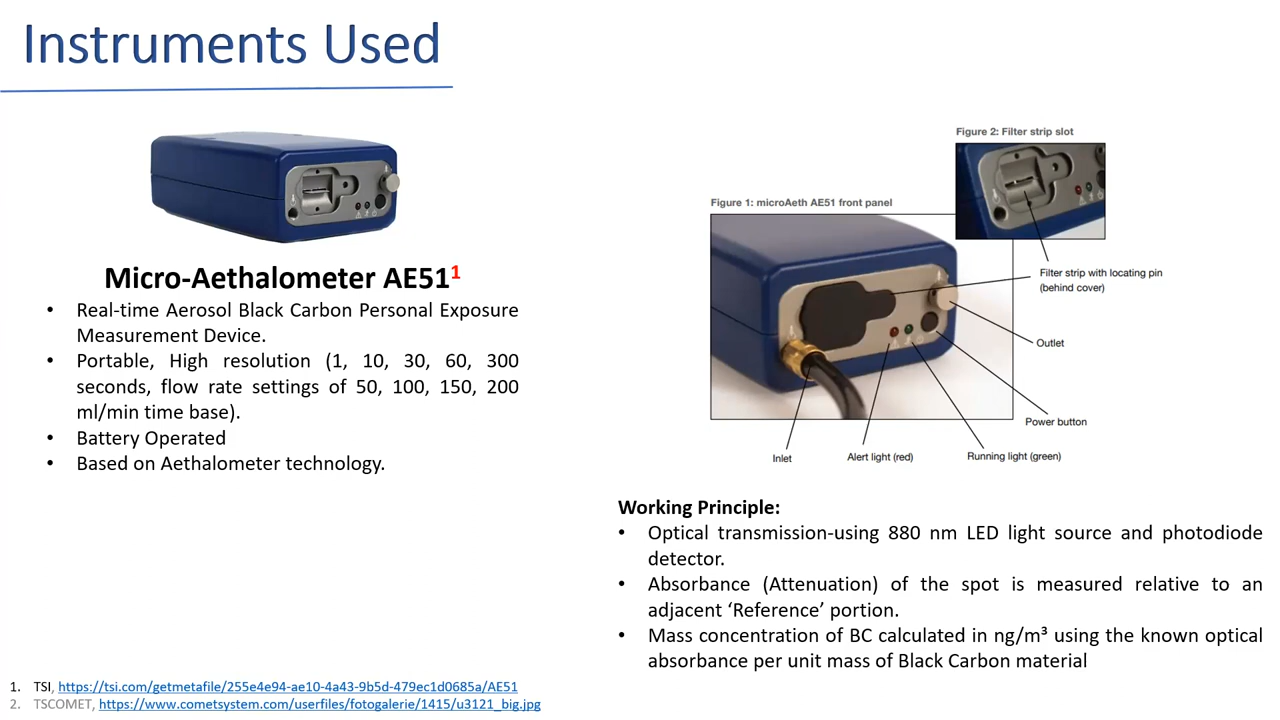 Instruments Used
Micro-Aethalometer AE51¹
• Real-time Aerosol Black Carbon Personal Exposure
Measurement Device.
• Portable, High resolution (1, 10, 30, 60, 300
seconds, flow rate settings of 50, 100, 150, 200
ml/min time base).
• Battery Operated
• Based on Aethalometer technology.
Figure 2: Filter strip slot
Figure 1: microAeth AE51 front panel
Filter strip with locating pin
(behind cover)
Outlet
Power button
Inlet
Alert light (red)
Running light (green)
Working Principle:
• Optical transmission-using 880 nm LED light source and photodiode
detector.
• Absorbance (Attenuation) of the spot is measured relative to an
adjacent ‘Reference’ portion.
• Mass concentration of BC calculated in ng/m³ using the known optical
absorbance per unit mass of Black Carbon material
1. TSI, https://tsi.com/getmetafile/255e4e94-ae10-4a43-9b5d-479ec1d0685a/AE51
2. TSCOMET, https://www.cometsystem.com/userfiles/fotogalerie/1415/u3121_big.jpg